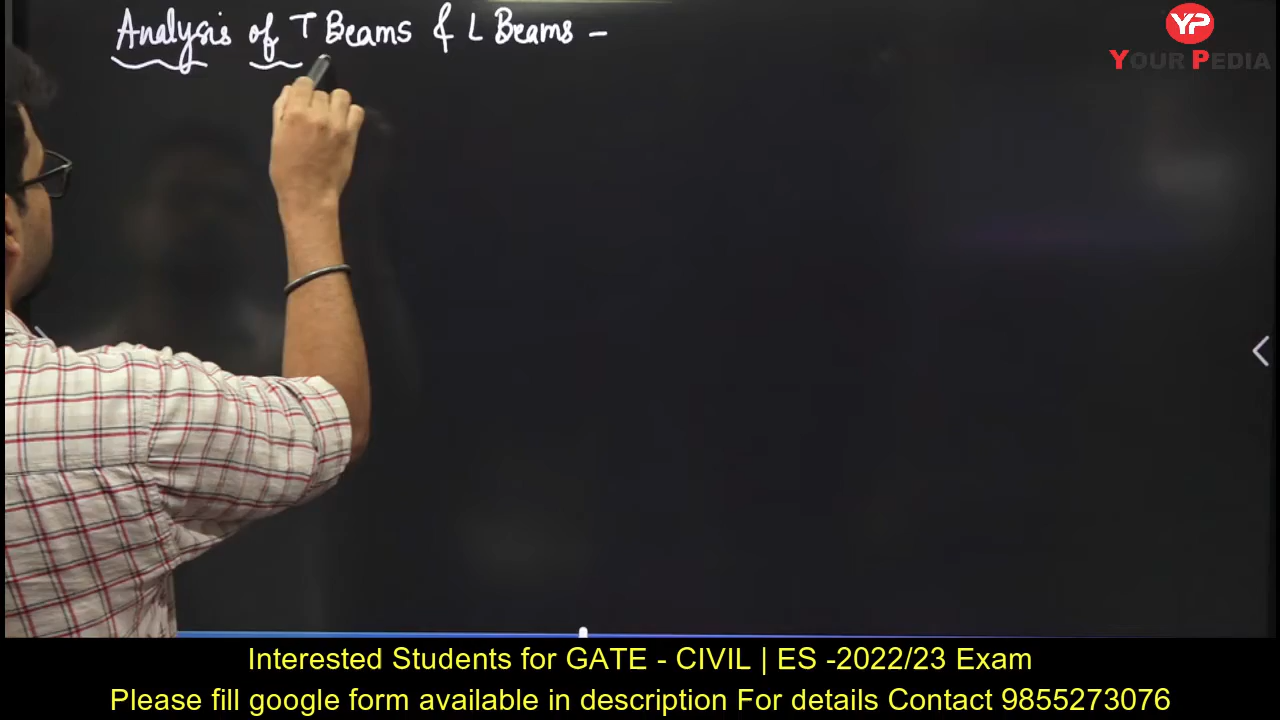 Analysis of T Beams & L Beams -
YP
YOUR PEDIA
Interested Students for GATE - CIVIL | ES -2022/23 Exam
Please fill google form available in description For details Contact 9855273076